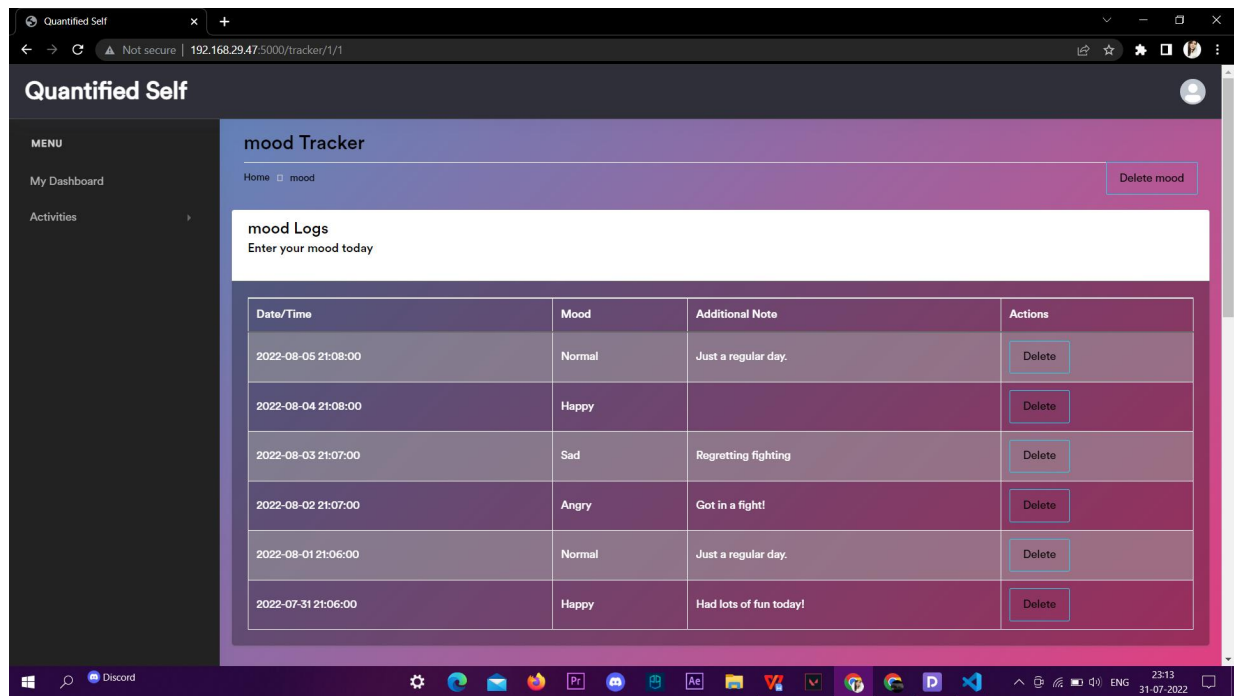 Quantified Self
Not secure | 192.168.29.47:5000/tracker/1/1
Quantified Self
MENU
My Dashboard
Activities
mood Tracker
Home mood
Delete mood
mood Logs
Enter your mood today
Date/Time Mood Additional Note Actions
2022-08-05 21:08:00 Normal Just a regular day. Delete
2022-08-04 21:08:00 Happy Delete
2022-08-03 21:07:00 Sad Regretting fighting Delete
2022-08-02 21:07:00 Angry Got in a fight! Delete
2022-08-01 21:06:00 Normal Just a regular day. Delete
2022-07-31 21:06:00 Happy Had lots of fun today! Delete
Discord Pr Ae ENG 23:13
31-07-2022